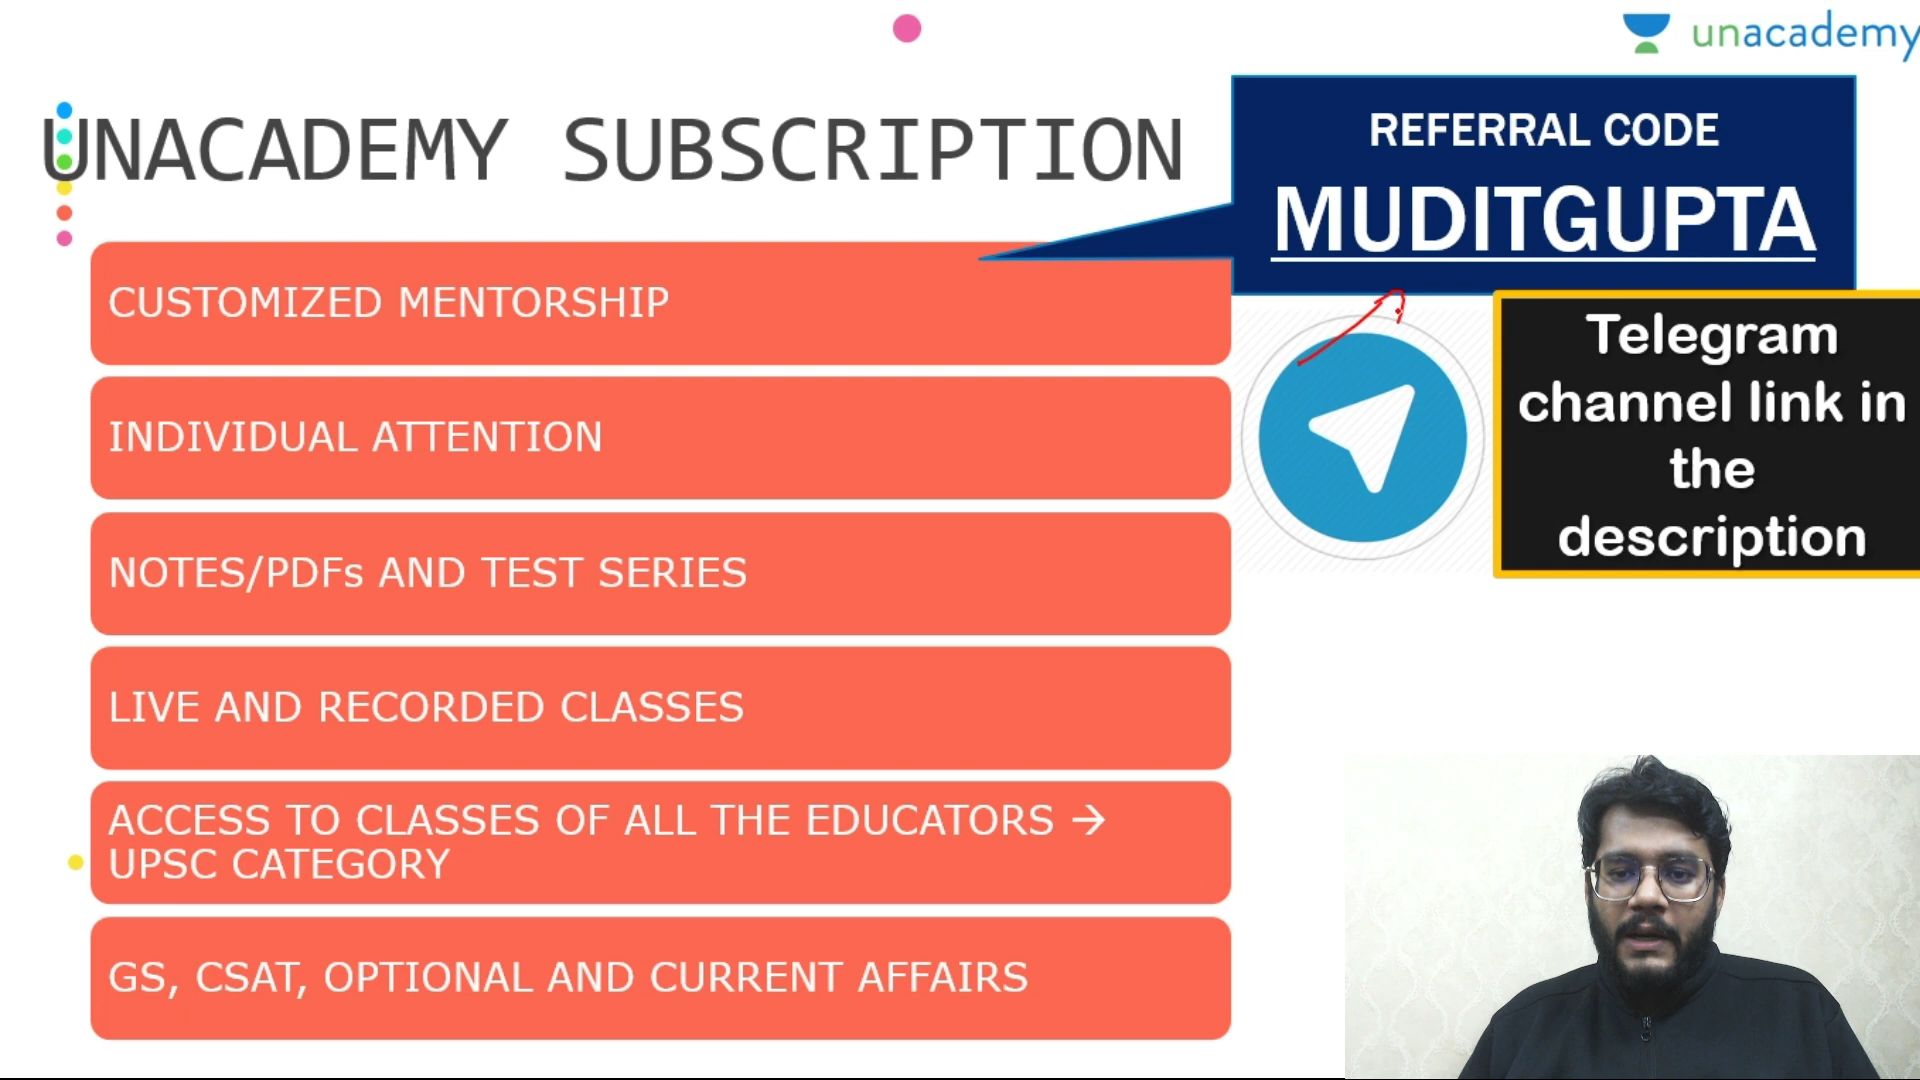 unacademy
UNACADEMY SUBSCRIPTION
REFERRAL CODE
MUDITGUPTA
CUSTOMIZED MENTORSHIP
INDIVIDUAL ATTENTION
NOTES/PDFs AND TEST SERIES
LIVE AND RECORDED CLASSES
ACCESS TO CLASSES OF ALL THE EDUCATORS →
UPSC CATEGORY
GS, CSAT, OPTIONAL AND CURRENT AFFAIRS
Telegram
channel link in
the
description